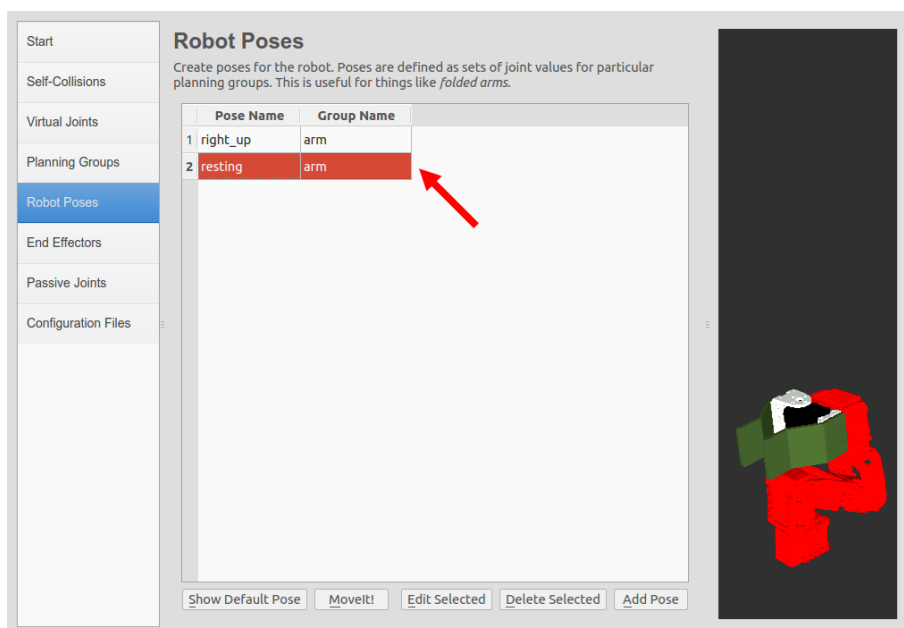 Start
Self-Collisions
Virtual Joints
Planning Groups
Robot Poses
End Effectors
Passive Joints
Configuration Files
Robot Poses
Create poses for the robot. Poses are defined as sets of joint values for particular
planning groups. This is useful for things like folded arms.
Pose Name Group Name
1 right_up arm
2 resting arm
Show Default Pose MoveIt! Edit Selected Delete Selected Add Pose